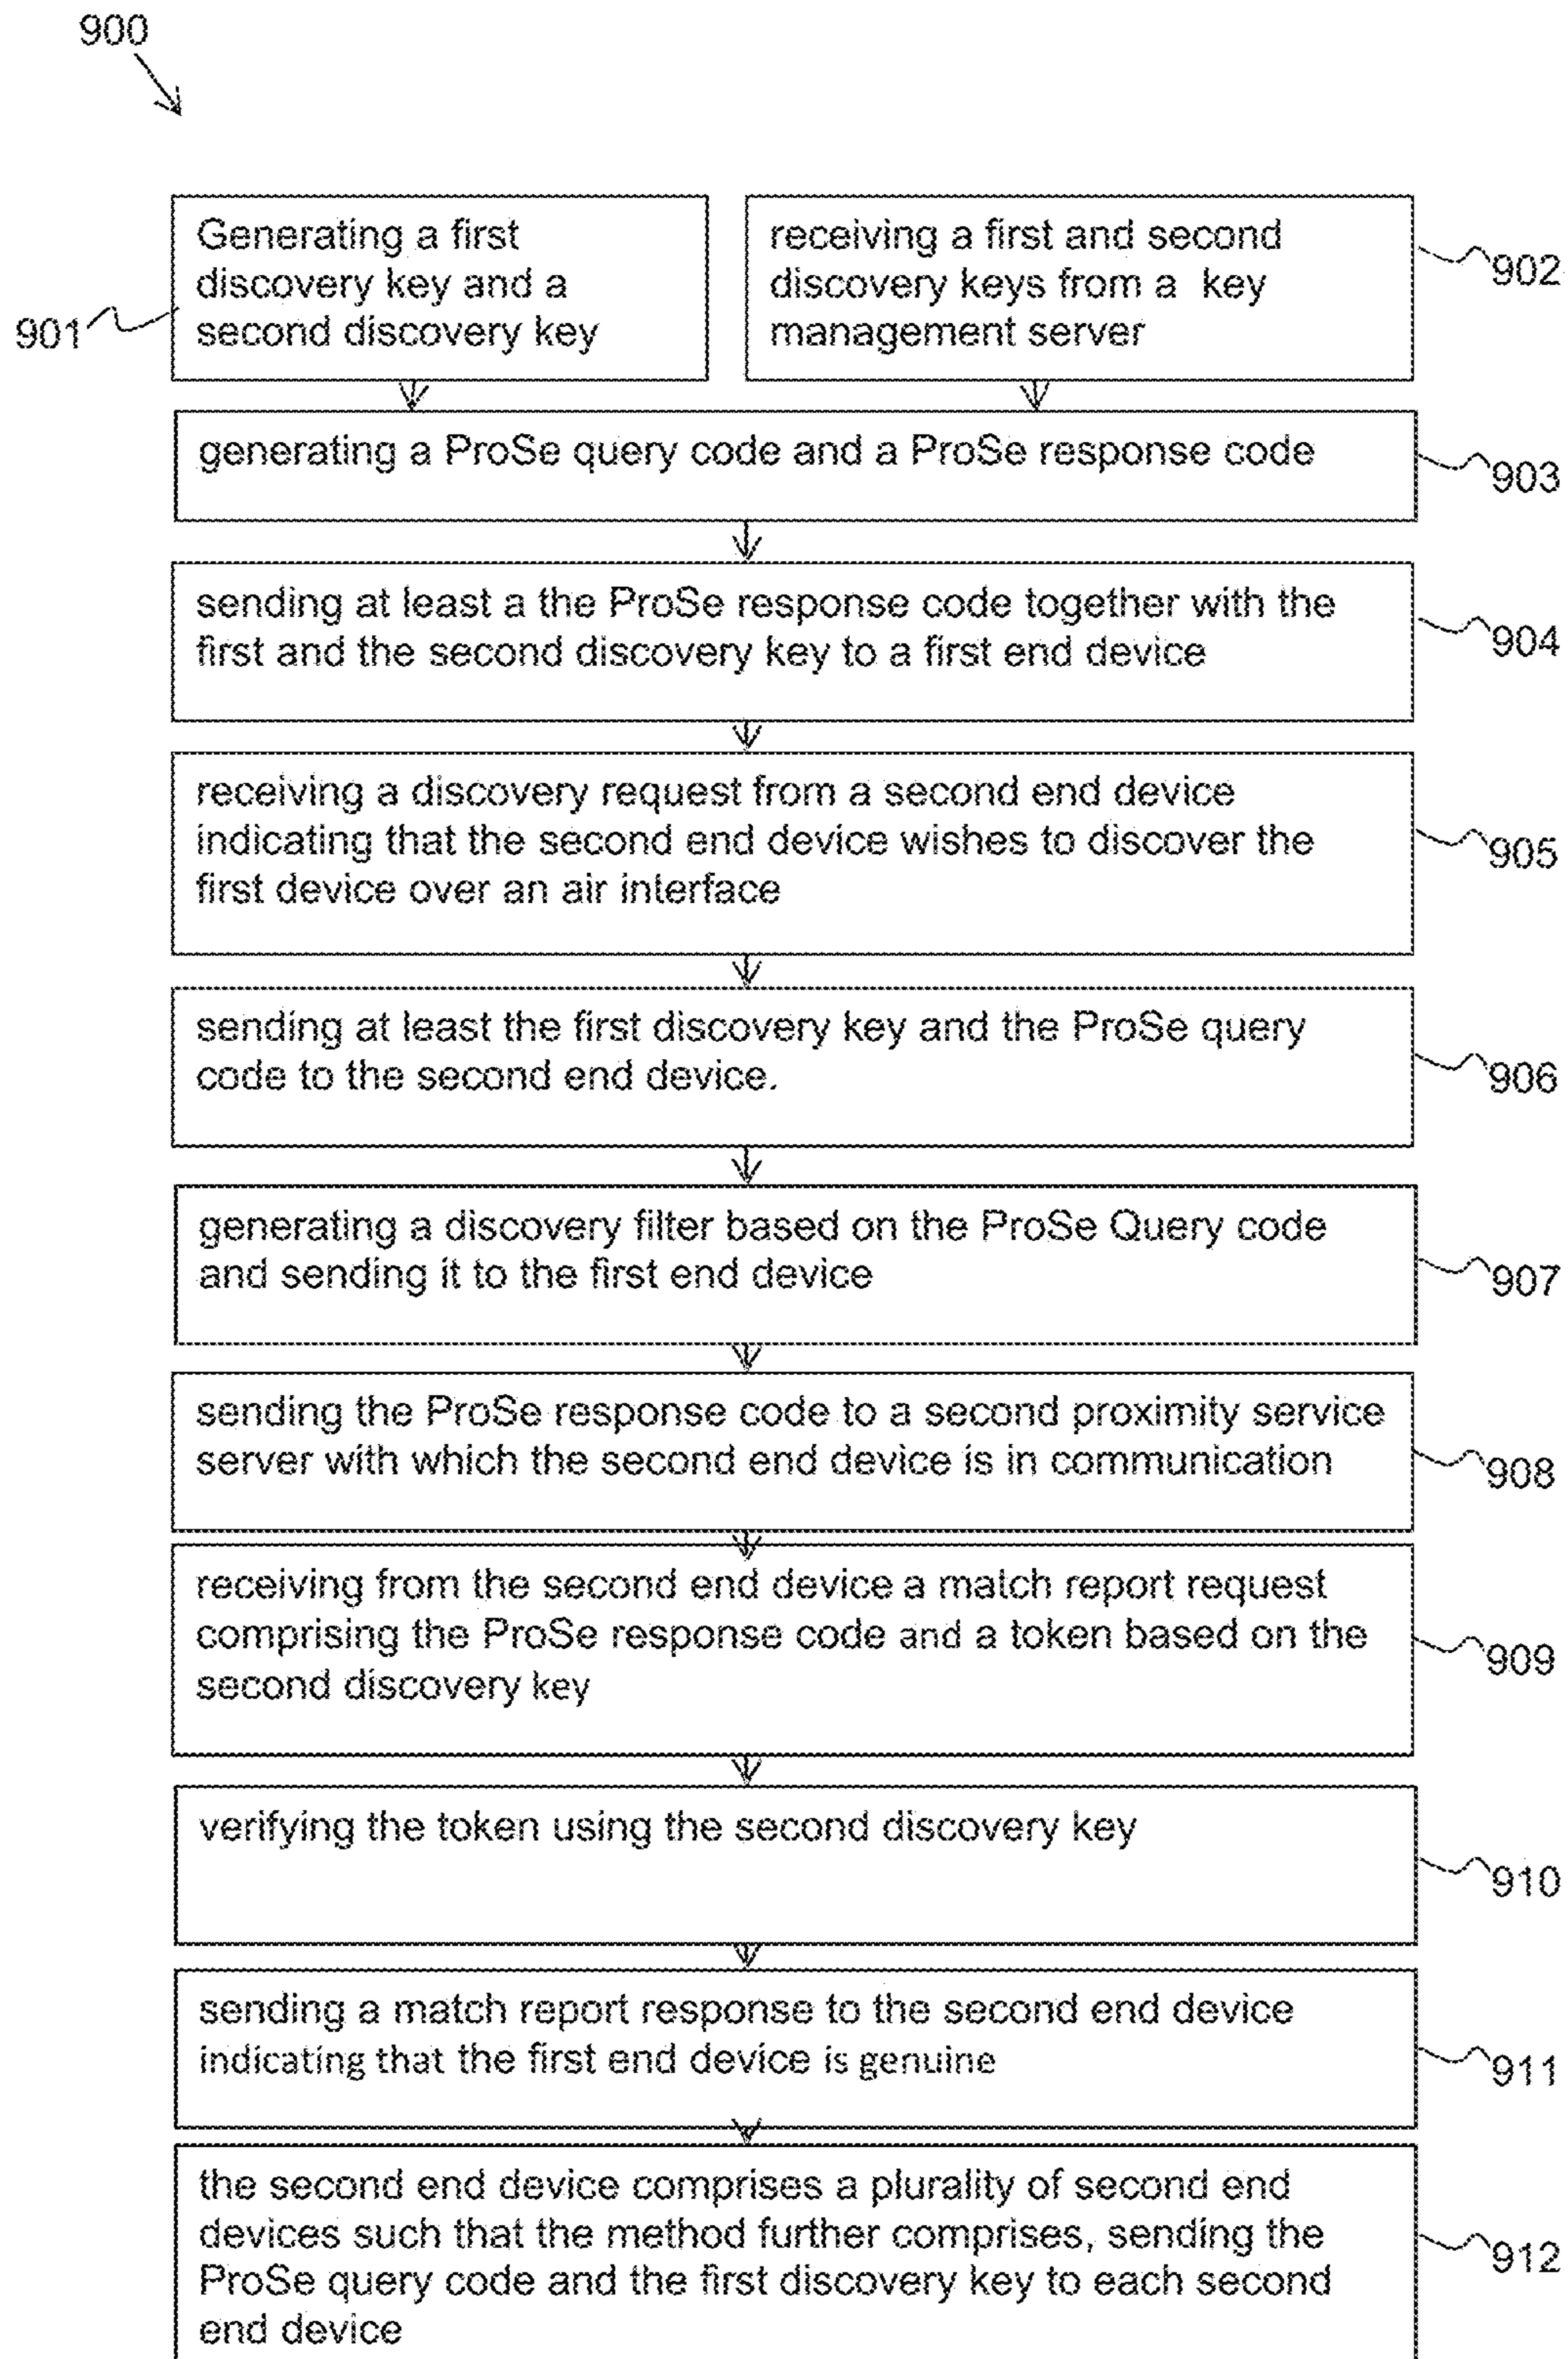 900
Generating a first
discovery key and a
second discovery key
901
receiving a first and second
discovery keys from a key
management server
902
generating a ProSe query code and a ProSe response code
903
sending at least a the ProSe response code together with the
first and the second discovery key to a first end device
904
receiving a discovery request from a second end device
indicating that the second end device wishes to discover the
first device over an air interface
905
sending at least the first discovery key and the ProSe query
code to the second end device.
906
generating a discovery filter based on the ProSe Query code
and sending it to the first end device
907
sending the ProSe response code to a second proximity service
server with which the second end device is in communication
908
receiving from the second end device a match report request
comprising the ProSe response code and a token based on the
second discovery key
909
verifying the token using the second discovery key
910
sending a match report response to the second end device
indicating that the first end device is genuine
911
the second end device comprises a plurality of second end
devices such that the method further comprises, sending the
ProSe query code and the first discovery key to each second
end device
912